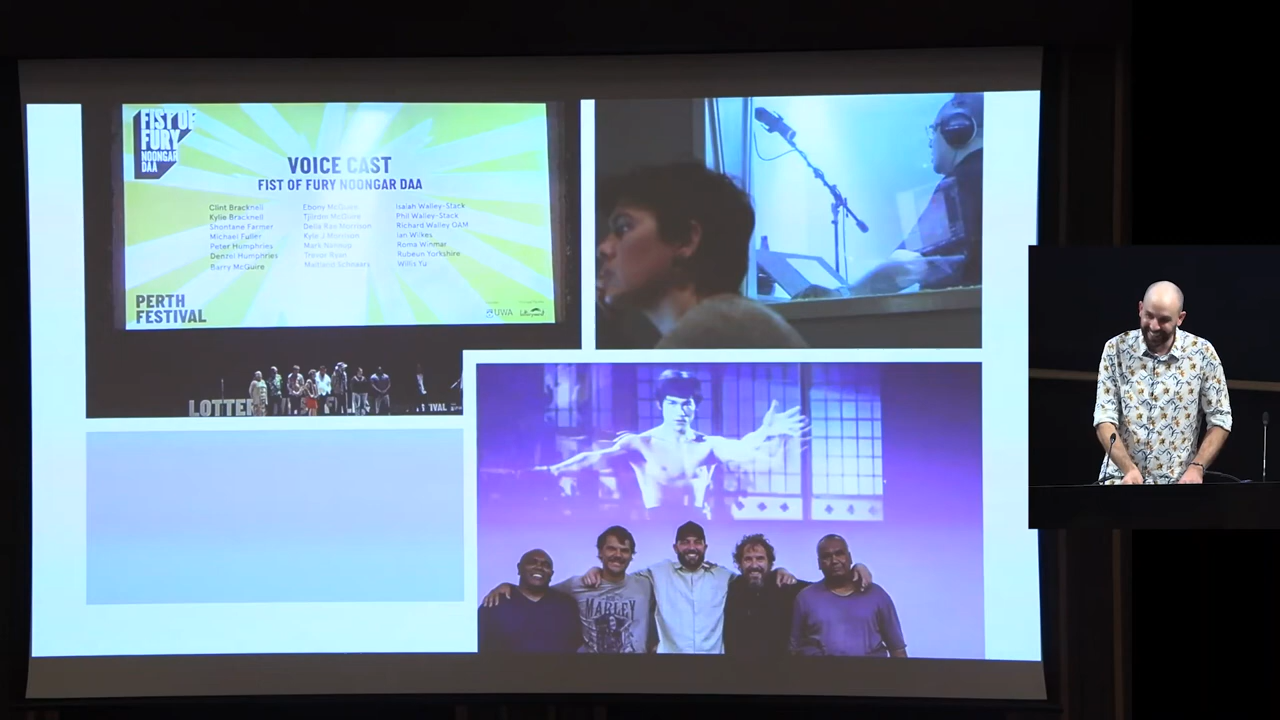 FIST OF
FURY
NOONGAR
DAA
VOICE CAST
FIST OF FURY NOONGAR DAA
Clint Bracknell
Kylie Bracknell
Shontane Farmer
Michael Fuller
Peter Humphries
Denzel Humphries
Barry McGuire
Ebony McGuire
Tjiirdm McGuire
Della Rae Morrison
Kyle J Morrison
Mark Nannup
Trevor Ryan
Maitland Schnaars
Isaiah Walley-Stack
Phil Walley-Stack
Richard Walley OAM
Ian Wilkes
Roma Winmar
Rubeun Yorkshire
Willis Yu
PERTH
FESTIVAL
UWA
LOTTER
IVAL
MARLEY